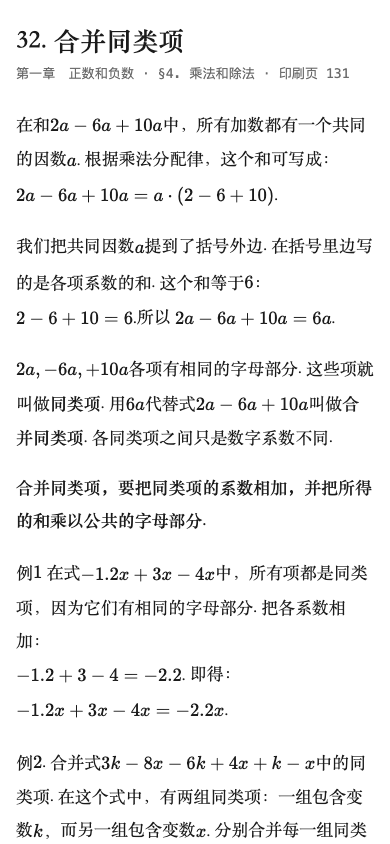 32. 合并同类项
第一章 正数和负数 · §4. 乘法和除法 · 印刷页 131
在和2a − 6a + 10a中，所有加数都有一个共同
的因数a. 根据乘法分配律，这个和可写成：
2a − 6a + 10a = a · (2 − 6 + 10).
我们把共同因数a提到了括号外边. 在括号里边写
的是各项系数的和. 这个和等于6：
2 − 6 + 10 = 6.所以 2a − 6a + 10a = 6a.
2a, −6a, +10a各项有相同的字母部分. 这些项就
叫做同类项. 用6a代替式2a − 6a + 10a叫做合
并同类项. 各同类项之间只是数字系数不同.
合并同类项，要把同类项的系数相加，并把所得
的和乘以公共的字母部分.
例1 在式−1.2x + 3x − 4x中，所有项都是同类
项，因为它们有相同的字母部分. 把各系数相
加：
−1.2 + 3 − 4 = −2.2. 即得：
−1.2x + 3x − 4x = −2.2x.
例2. 合并式3k − 8x − 6k + 4x + k − x中的同
类项. 在这个式中，有两组同类项：一组包含变
数k，而另一组包含变数x. 分别合并每一组同类